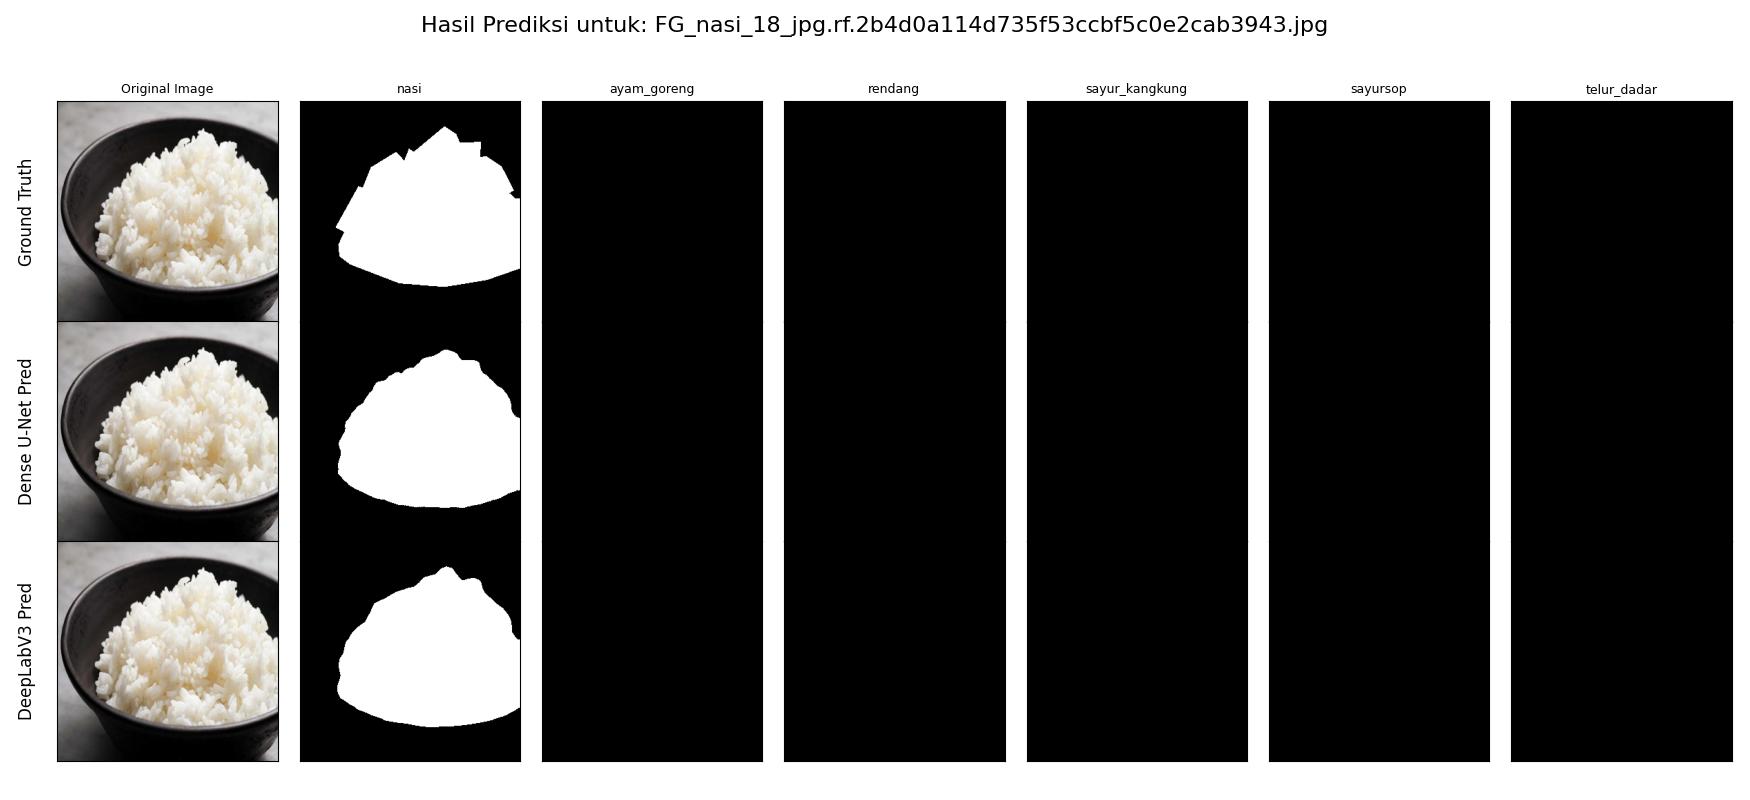 Hasil Prediksi untuk: FG_nasi_18_jpg.rf.2b4d0a114d735f53ccbf5c0e2cab3943.jpg
Original Image nasi ayam_goreng rendang sayur_kangkung sayursop telur_dadar
Ground Truth
Dense U-Net Pred
DeepLabV3 Pred